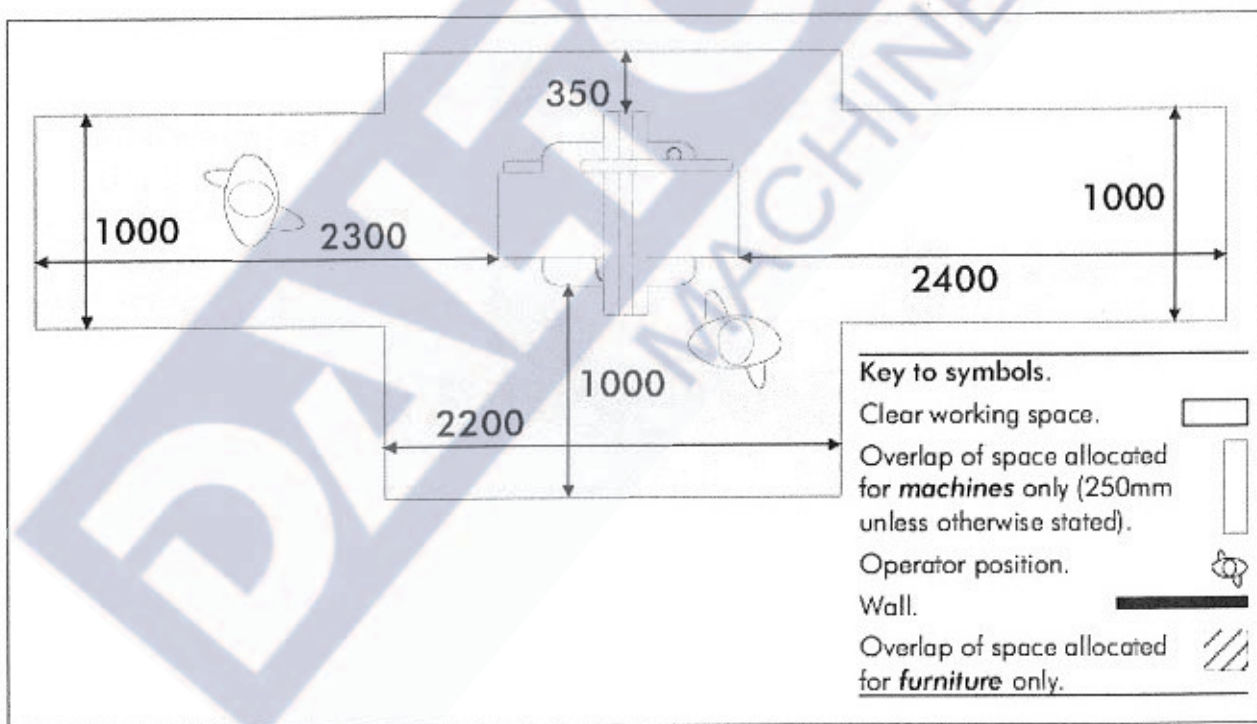 350
1000
2300
1000
2400
1000
2200
Key to symbols.
Clear working space.
Overlap of space allocated
for machines only (250mm
unless otherwise stated).
Operator position.
Wall.
Overlap of space allocated
for furniture only.